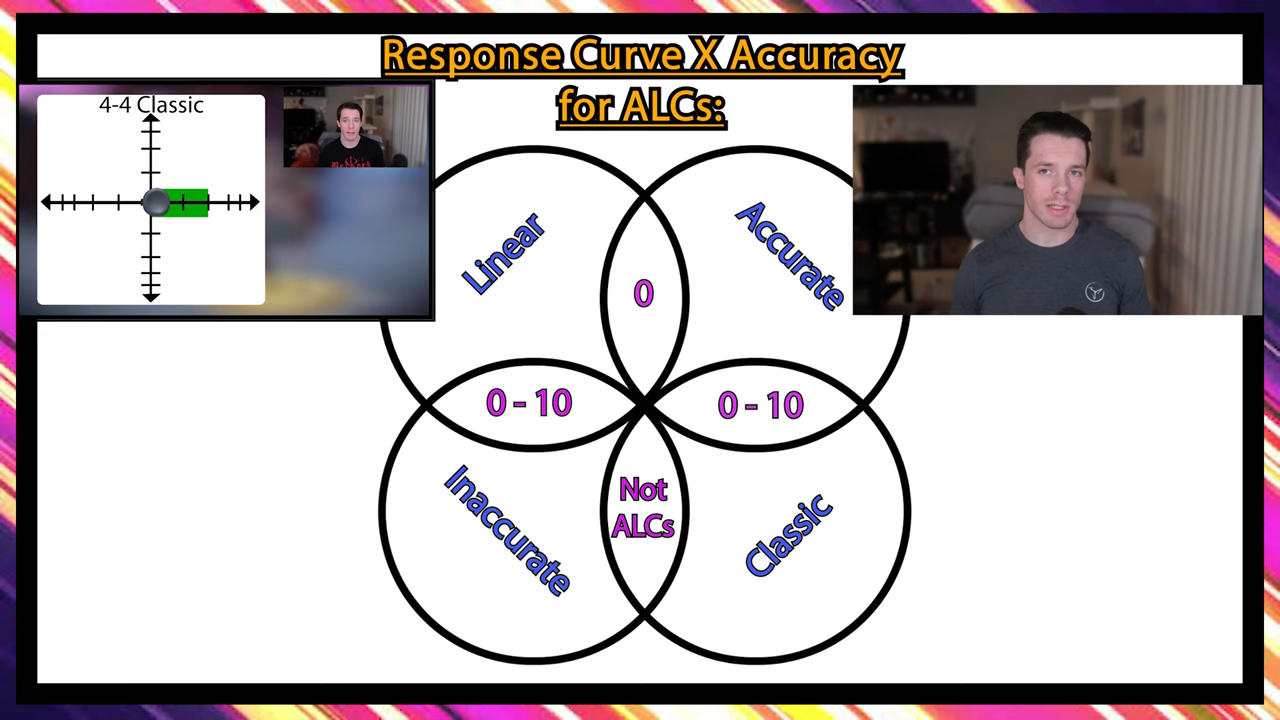 Response Curve X Accuracy
for ALCs:
4-4 Classic
Linear
Accurate
0
0 - 10
0 - 10
Inaccurate
Not
ALCs
Classic